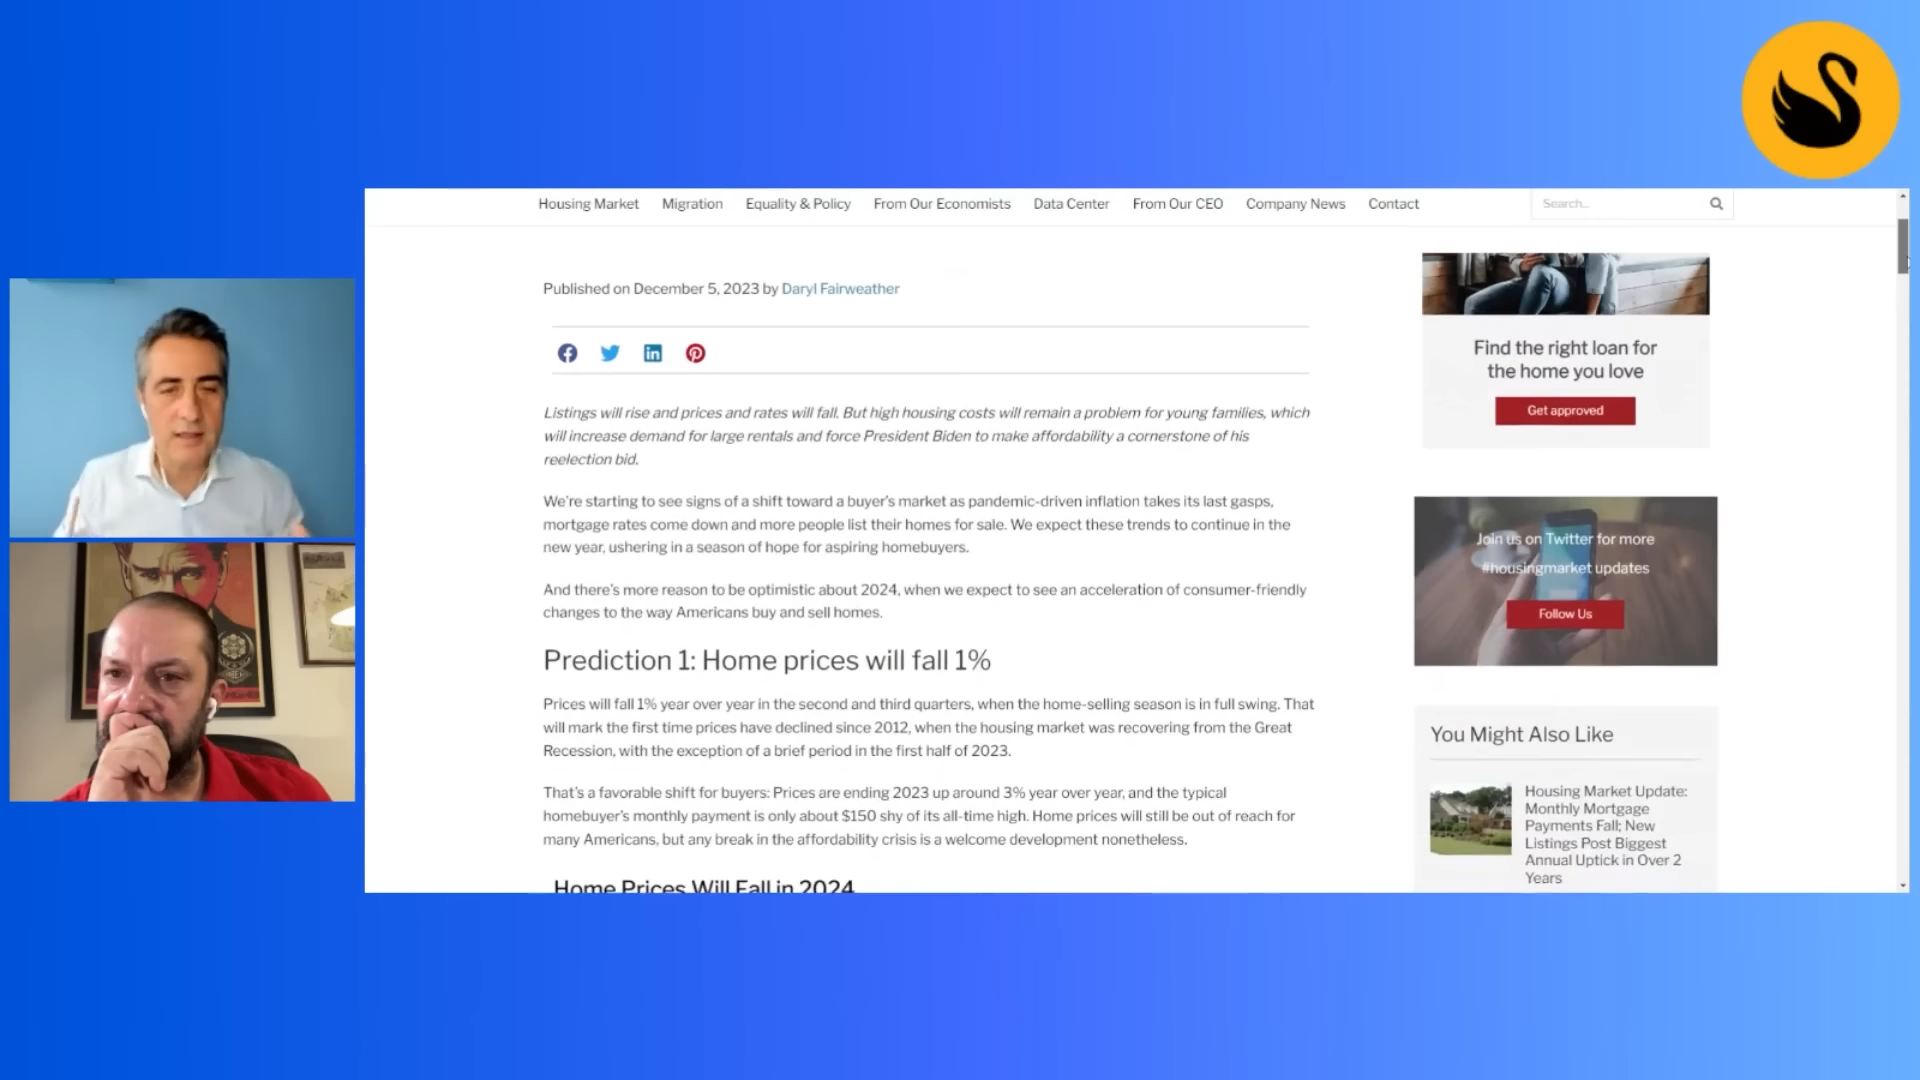 Housing Market Migration Equality & Policy From Our Economists Data Center From Our CEO Company News Contact
Search...
Published on December 5, 2023 by Daryl Fairweather
Listings will rise and prices and rates will fall. But high housing costs will remain a problem for young families, which
will increase demand for large rentals and force President Biden to make affordability a cornerstone of his
reelection bid.
We're starting to see signs of a shift toward a buyer's market as pandemic-driven inflation takes its last gasps,
mortgage rates come down and more people list their homes for sale. We expect these trends to continue in the
new year, ushering in a season of hope for aspiring homebuyers.
And there's more reason to be optimistic about 2024, when we expect to see an acceleration of consumer-friendly
changes to the way Americans buy and sell homes.
Prediction 1: Home prices will fall 1%
Prices will fall 1% year over year in the second and third quarters, when the home-selling season is in full swing. That
will mark the first time prices have declined since 2012, when the housing market was recovering from the Great
Recession, with the exception of a brief period in the first half of 2023.
That's a favorable shift for buyers: Prices are ending 2023 up around 3% year over year, and the typical
homebuyer's monthly payment is only about $150 shy of its all-time high. Home prices will still be out of reach for
many Americans, but any break in the affordability crisis is a welcome development nonetheless.
Home Prices Will Fall in 2024
Find the right loan for
the home you love
Get approved
Join us on Twitter for more
#housingmarket updates
Follow Us
You Might Also Like
Housing Market Update:
Monthly Mortgage
Payments Fall; New
Listings Post Biggest
Annual Uptick in Over 2
Years